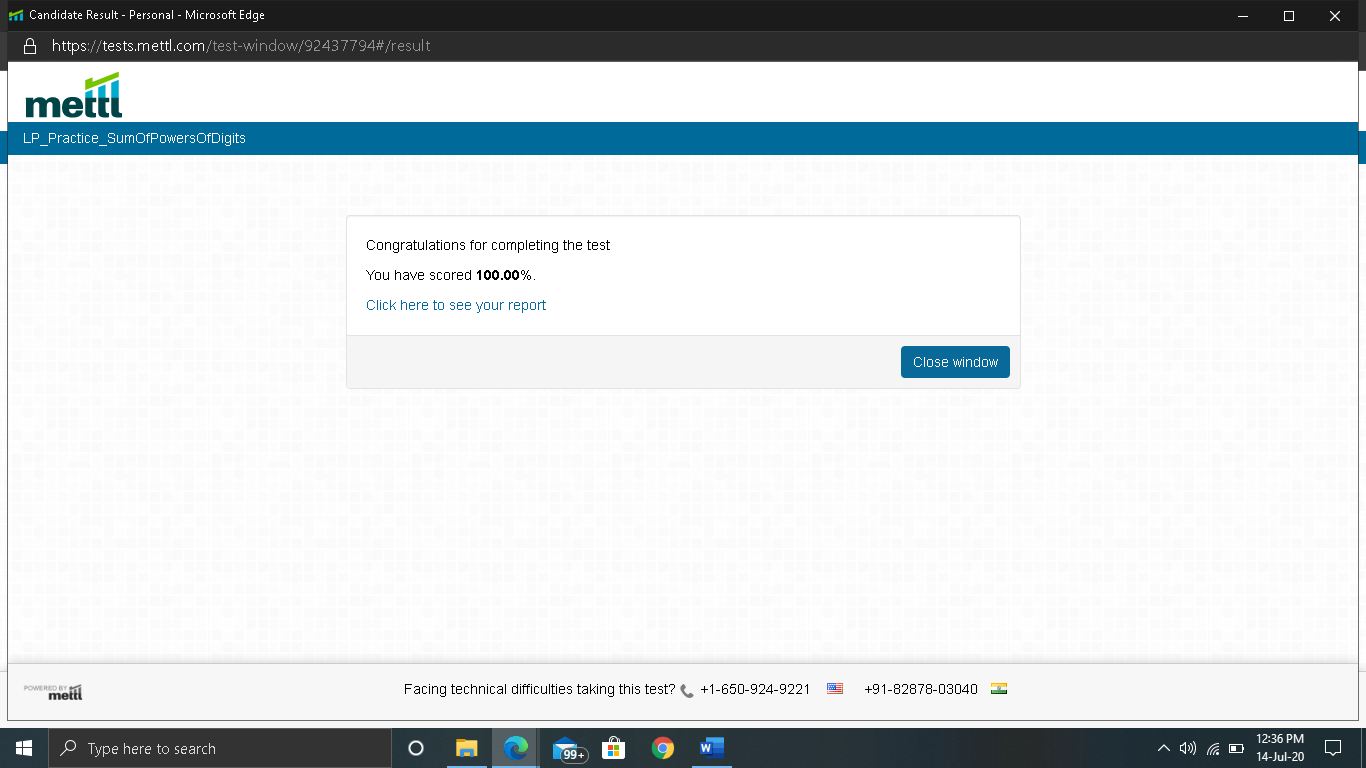 Candidate Result - Personal - Microsoft Edge
https://tests.mettl.com/test-window/92437794#/result
mettl
LP_Practice_SumOfPowersOfDigits
Congratulations for completing the test
You have scored 100.00%.
Click here to see your report
Close window
POWERED BY mettl
Facing technical difficulties taking this test? +1-650-924-9221 +91-82878-03040
Type here to search
99+
W
12:36 PM
14-Jul-20